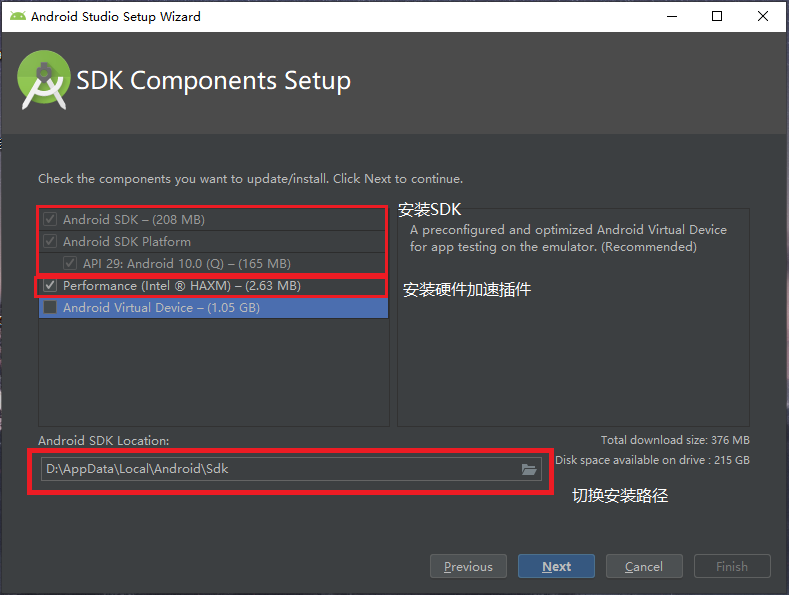 Android Studio Setup Wizard
SDK Components Setup
Check the components you want to update/install. Click Next to continue.
Android SDK – (208 MB)
Android SDK Platform
API 29: Android 10.0 (Q) – (165 MB)
Performance (Intel ® HAXM) – (2.63 MB)
Android Virtual Device – (1.05 GB)
安装SDK
A preconfigured and optimized Android Virtual Device
for app testing on the emulator. (Recommended)
安装硬件加速插件
Android SDK Location:
Total download size: 376 MB
D:\AppData\Local\Android\Sdk
Disk space available on drive : 215 GB
切换安装路径
Previous
Next
Cancel
Finish